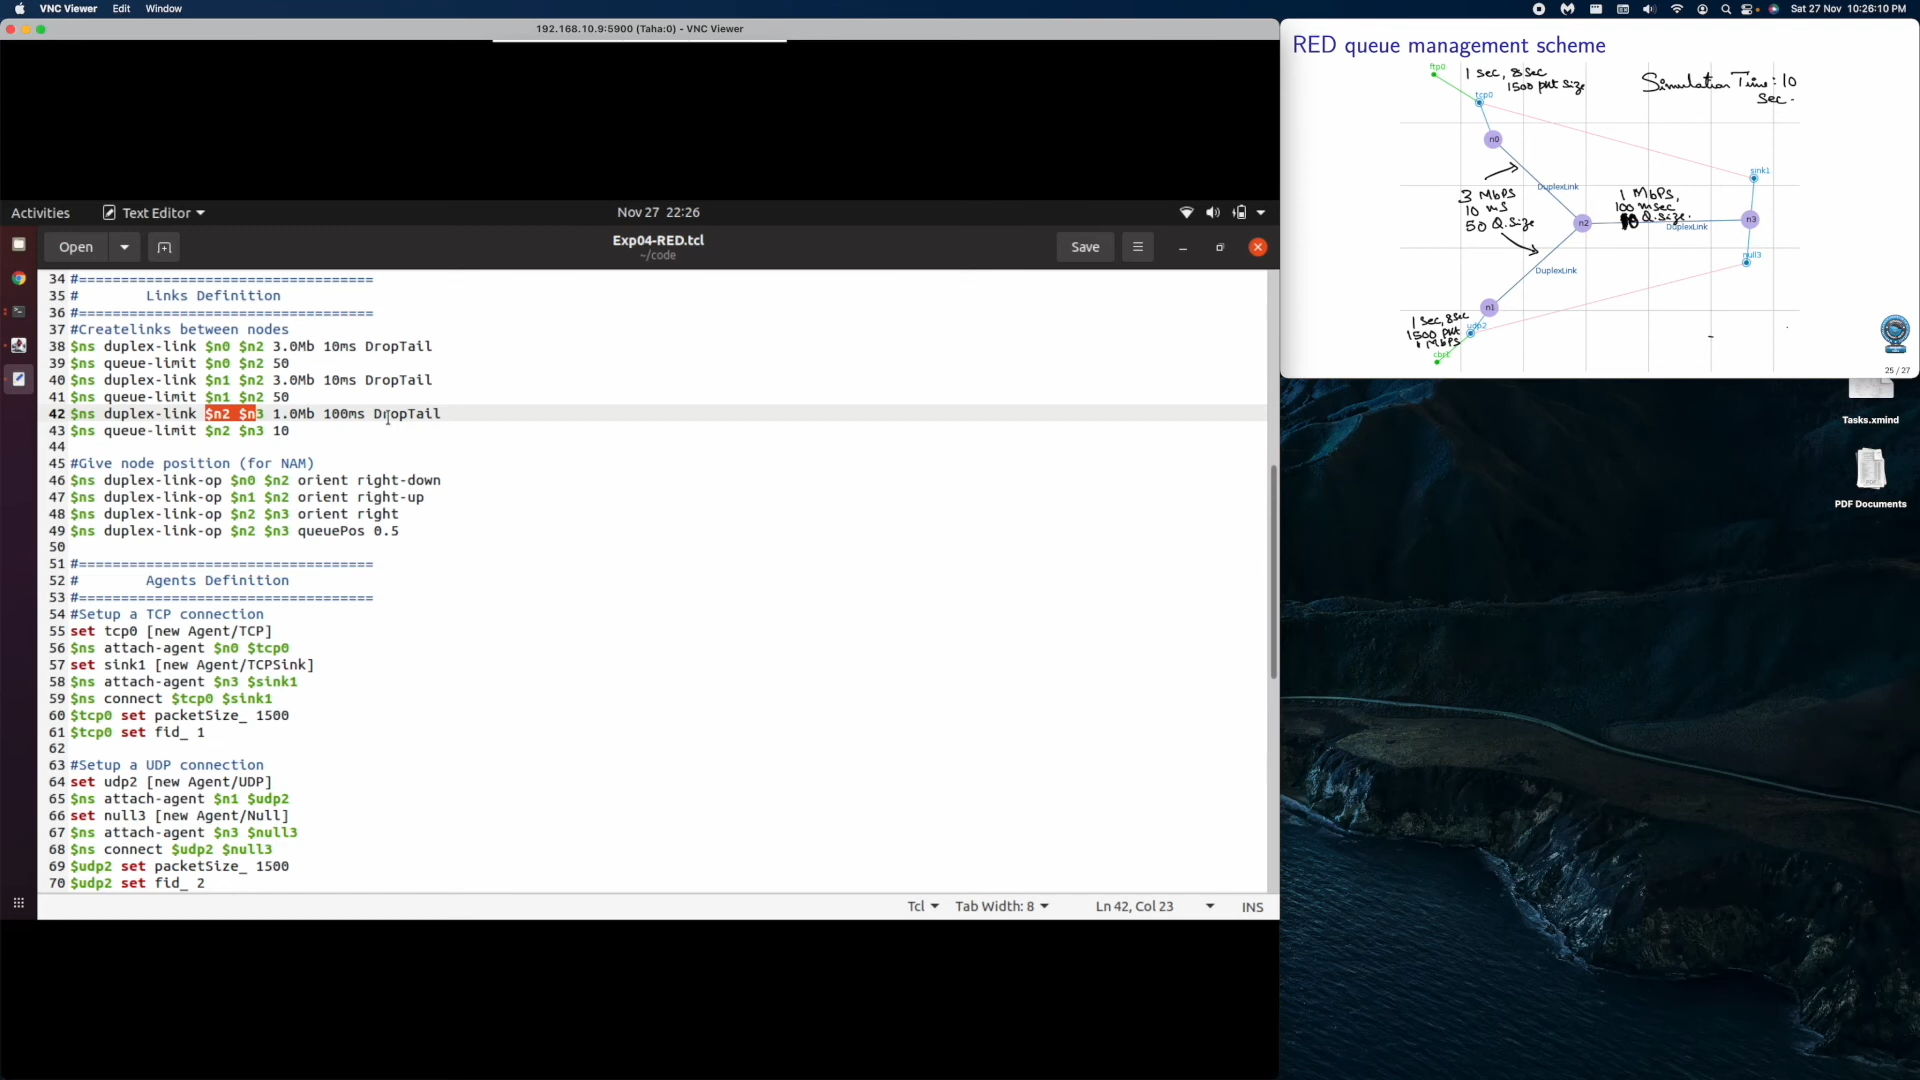 VNC Viewer Edit Window
Sat 27 Nov 10:26:10 PM
192.168.10.9:5900 (Taha:0) - VNC Viewer
Activities Text Editor Nov 27 22:26
Open Exp04-RED.tcl Save
~/code
34 #===================================
35 # Links Definition
36 #===================================
37 #Createlinks between nodes
38 $ns duplex-link $n0 $n2 3.0Mb 10ms DropTail
39 $ns queue-limit $n0 $n2 50
40 $ns duplex-link $n1 $n2 3.0Mb 10ms DropTail
41 $ns queue-limit $n1 $n2 50
42 $ns duplex-link $n2 $n3 1.0Mb 100ms DropTail
43 $ns queue-limit $n2 $n3 10
44
45 #Give node position (for NAM)
46 $ns duplex-link-op $n0 $n2 orient right-down
47 $ns duplex-link-op $n1 $n2 orient right-up
48 $ns duplex-link-op $n2 $n3 orient right
49 $ns duplex-link-op $n2 $n3 queuePos 0.5
50
51 #===================================
52 # Agents Definition
53 #===================================
54 #Setup a TCP connection
55 set tcp0 [new Agent/TCP]
56 $ns attach-agent $n0 $tcp0
57 set sink1 [new Agent/TCPSink]
58 $ns attach-agent $n3 $sink1
59 $ns connect $tcp0 $sink1
60 $tcp0 set packetSize_ 1500
61 $tcp0 set fid_ 1
62
63 #Setup a UDP connection
64 set udp2 [new Agent/UDP]
65 $ns attach-agent $n1 $udp2
66 set null3 [new Agent/Null]
67 $ns attach-agent $n3 $null3
68 $ns connect $udp2 $null3
69 $udp2 set packetSize_ 1500
70 $udp2 set fid_ 2
Tcl Tab Width: 8 Ln 42, Col 23 INS
RED queue management scheme
ftp0
1 sec, 8 sec
1500 pkt size
Simulation Time: 10
Sec.
tcp0
n0
sink1
DuplexLink
3 Mbps
10 ms
50 Q.size
1 Mbps,
100 msec
10 Q.size.
n2
n3
DuplexLink
null3
DuplexLink
n1
1 sec, 8 sec
1500 pkt
1 Mbps
udp2
cbr1
25 / 27
Tasks.xmind
PDF
PDF Documents